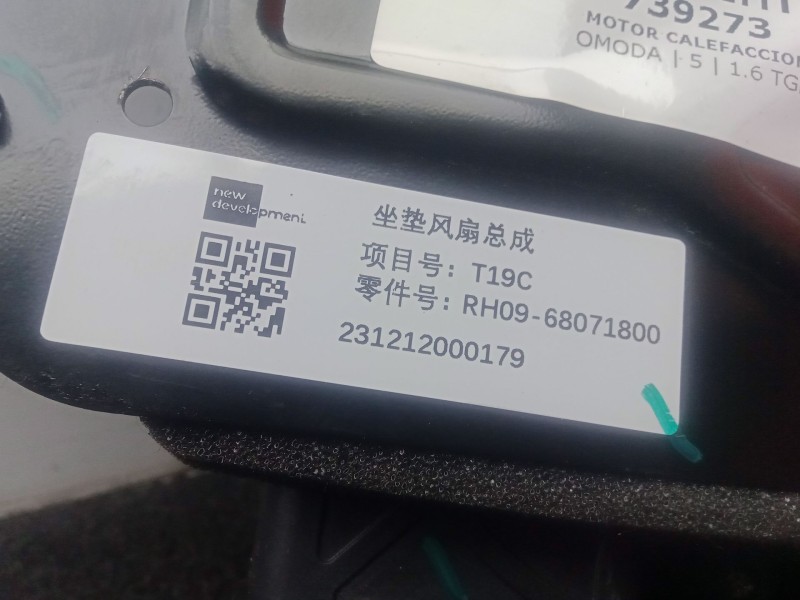 739273
MOTOR CALEFACCION
OMODA | 5 | 1.6 TG
new
development
坐垫风扇总成
项目号：T19C
零件号：RH09-68071800
231212000179